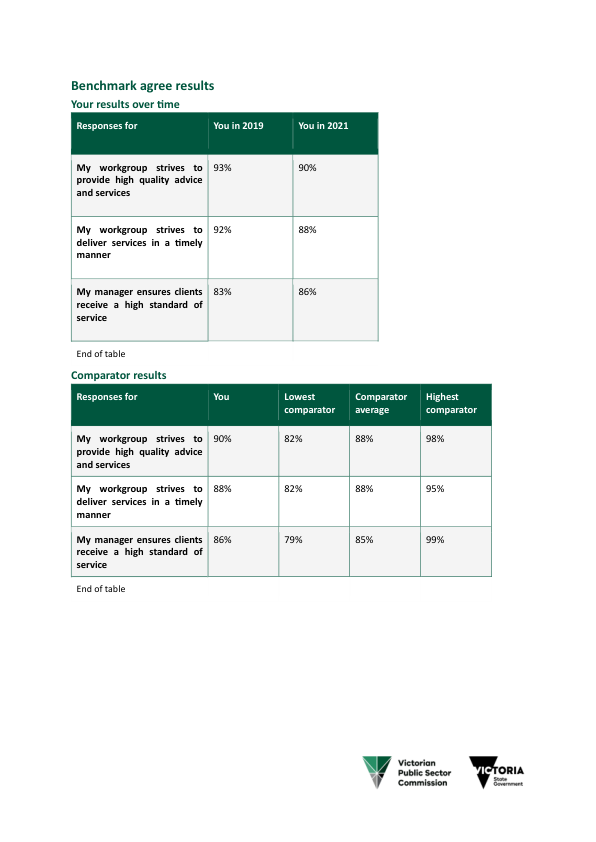 Benchmark agree results
Your results over time
Responses for You in 2019 You in 2021
My workgroup strives to 93% 90%
provide high quality advice
and services
My workgroup strives to 92% 88%
deliver services in a timely
manner
My manager ensures clients 83% 86%
receive a high standard of
service
End of table
Comparator results
Responses for You Lowest Comparator Highest
comparator average comparator
My workgroup strives to 90% 82% 88% 98%
provide high quality advice
and services
My workgroup strives to 88% 82% 88% 95%
deliver services in a timely
manner
My manager ensures clients 86% 79% 85% 99%
receive a high standard of
service
End of table
Victorian
Public Sector
Commission
VICTORIA
State
Government